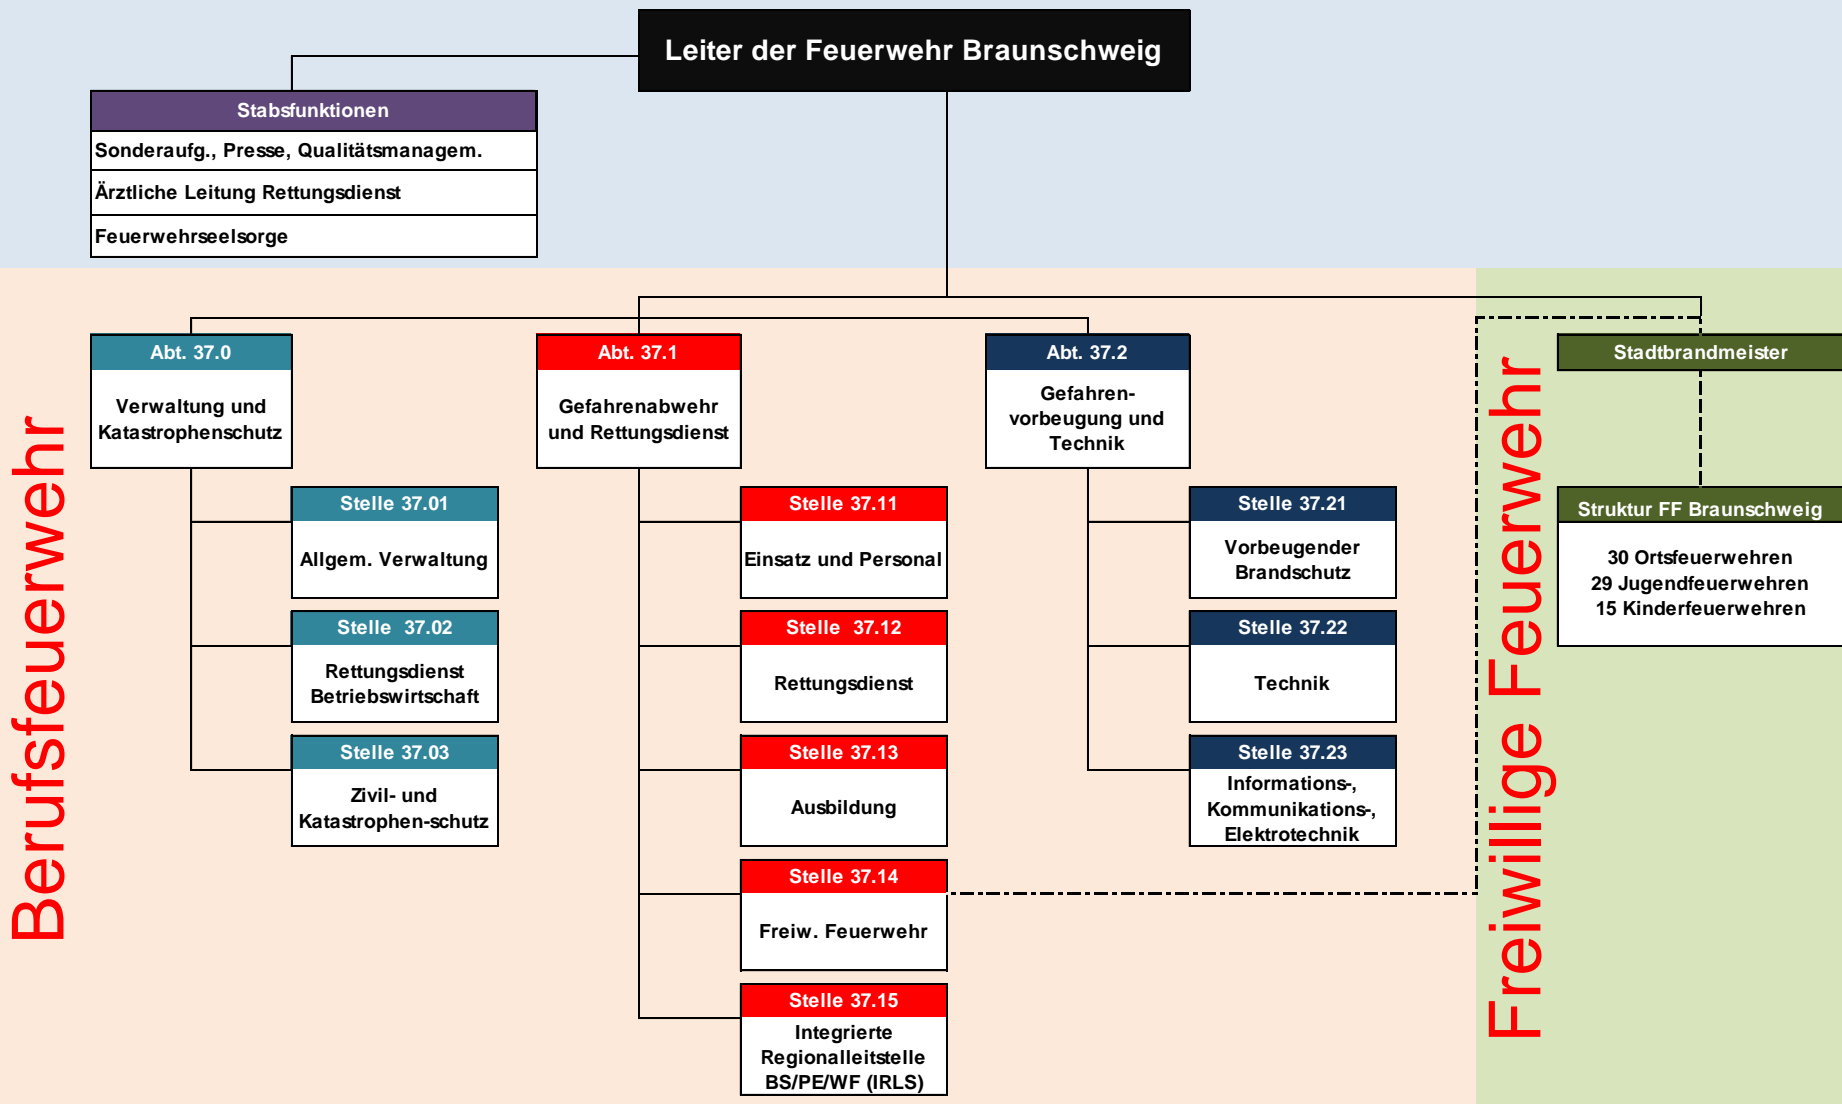 Leiter der Feuerwehr Braunschweig
Stabsfunktionen
Sonderaufg., Presse, Qualitätsmanagem.
Ärztliche Leitung Rettungsdienst
Feuerwehrseelsorge
Berufsfeuerwehr
Abt. 37.0
Verwaltung und
Katastrophenschutz
Stelle 37.01
Allgem. Verwaltung
Stelle  37.02
Rettungsdienst
Betriebswirtschaft
Stelle 37.03
Zivil- und
Katastrophen-schutz
Abt. 37.1
Gefahrenabwehr
und Rettungsdienst
Stelle 37.11
Einsatz und Personal
Stelle  37.12
Rettungsdienst
Stelle 37.13
Ausbildung
Stelle 37.14
Freiw. Feuerwehr
Stelle 37.15
Integrierte
Regionalleitstelle
BS/PE/WF (IRLS)
Abt. 37.2
Gefahren-
vorbeugung und
Technik
Stelle 37.21
Vorbeugender
Brandschutz
Stelle 37.22
Technik
Stelle 37.23
Informations-,
Kommunikations-,
Elektrotechnik
Freiwillige Feuerwehr
Stadtbrandmeister
Struktur FF Braunschweig
30 Ortsfeuerwehren
29 Jugendfeuerwehren
15 Kinderfeuerwehren